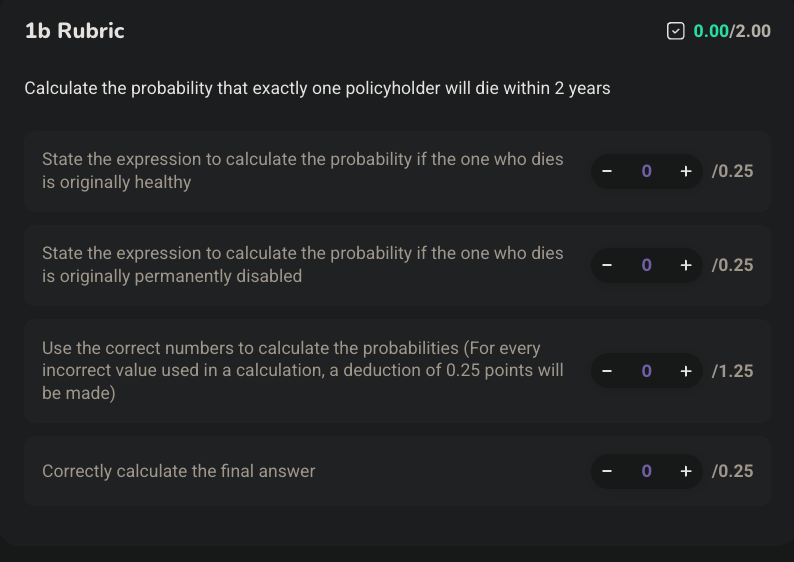 1b Rubric
0.00/2.00
Calculate the probability that exactly one policyholder will die within 2 years
State the expression to calculate the probability if the one who dies
is originally healthy
− 0 + /0.25
State the expression to calculate the probability if the one who dies
is originally permanently disabled
− 0 + /0.25
Use the correct numbers to calculate the probabilities (For every
incorrect value used in a calculation, a deduction of 0.25 points will
be made)
− 0 + /1.25
Correctly calculate the final answer
− 0 + /0.25